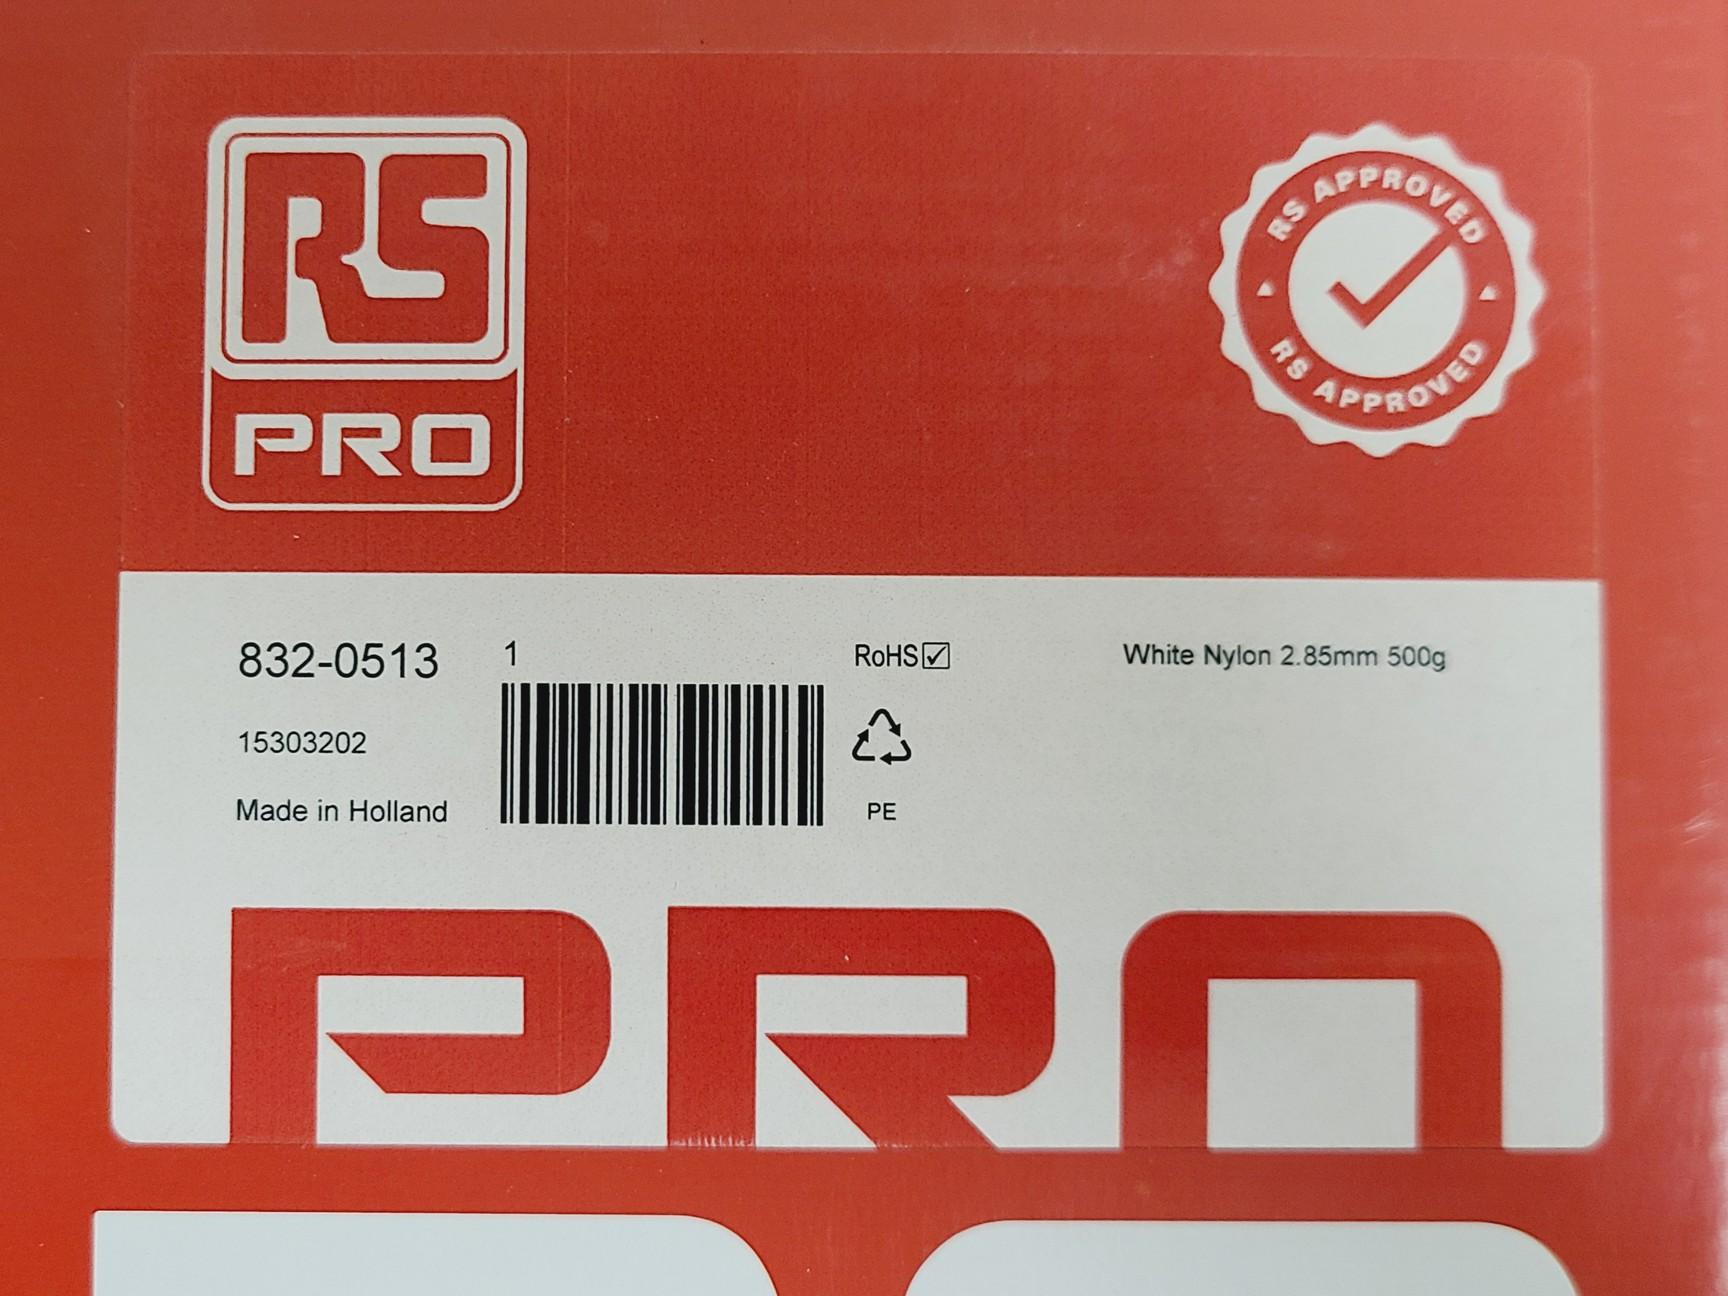 RS
PRO
RS APPROVED
RS APPROVED
832-0513
1
RoHS
White Nylon 2.85mm 500g
15303202
Made in Holland
PE
PRO